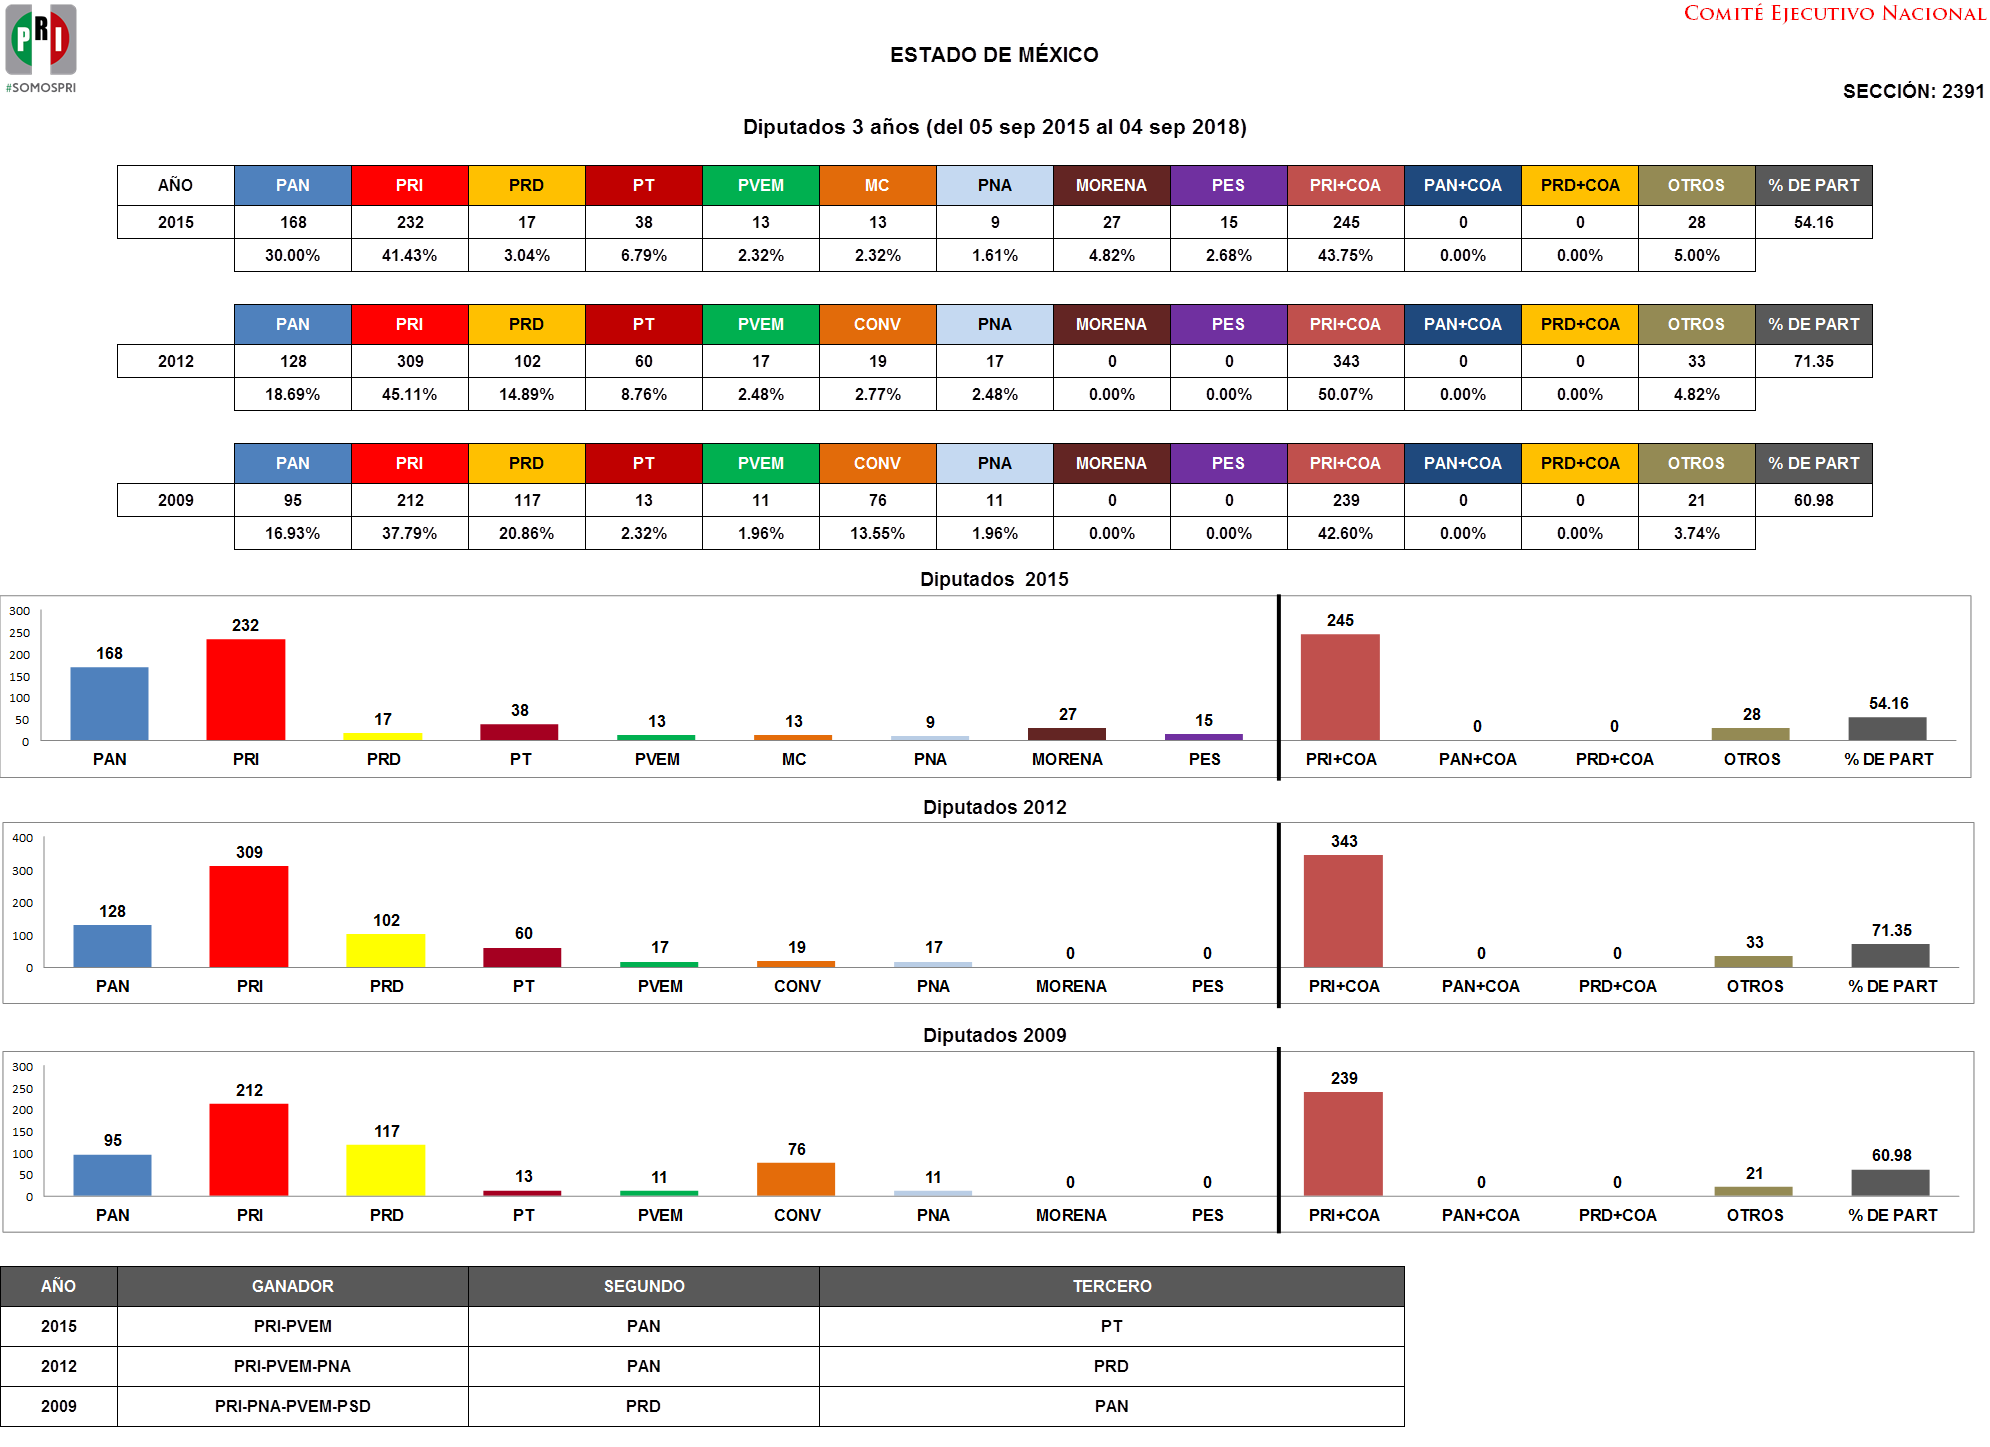 PRI
#SOMOSPRI
COMITÉ EJECUTIVO NACIONAL
ESTADO DE MÉXICO
SECCIÓN: 2391
Diputados 3 años (del 05 sep 2015 al 04 sep 2018)
AÑO PAN PRI PRD PT PVEM MC PNA MORENA PES PRI+COA PAN+COA PRD+COA OTROS % DE PART
2015 168 232 17 38 13 13 9 27 15 245 0 0 28 54.16
30.00% 41.43% 3.04% 6.79% 2.32% 2.32% 1.61% 4.82% 2.68% 43.75% 0.00% 0.00% 5.00%
PAN PRI PRD PT PVEM CONV PNA MORENA PES PRI+COA PAN+COA PRD+COA OTROS % DE PART
2012 128 309 102 60 17 19 17 0 0 343 0 0 33 71.35
18.69% 45.11% 14.89% 8.76% 2.48% 2.77% 2.48% 0.00% 0.00% 50.07% 0.00% 0.00% 4.82%
PAN PRI PRD PT PVEM CONV PNA MORENA PES PRI+COA PAN+COA PRD+COA OTROS % DE PART
2009 95 212 117 13 11 76 11 0 0 239 0 0 21 60.98
16.93% 37.79% 20.86% 2.32% 1.96% 13.55% 1.96% 0.00% 0.00% 42.60% 0.00% 0.00% 3.74%
Diputados 2015
300
250
200
150
100
50
0
168 232 17 38 13 13 9 27 15 245 0 0 28 54.16
PAN PRI PRD PT PVEM MC PNA MORENA PES PRI+COA PAN+COA PRD+COA OTROS % DE PART
Diputados 2012
400
300
200
100
0
128 309 102 60 17 19 17 0 0 343 0 0 33 71.35
PAN PRI PRD PT PVEM CONV PNA MORENA PES PRI+COA PAN+COA PRD+COA OTROS % DE PART
Diputados 2009
300
250
200
150
100
50
0
95 212 117 13 11 76 11 0 0 239 0 0 21 60.98
PAN PRI PRD PT PVEM CONV PNA MORENA PES PRI+COA PAN+COA PRD+COA OTROS % DE PART
AÑO GANADOR SEGUNDO TERCERO
2015 PRI-PVEM PAN PT
2012 PRI-PVEM-PNA PAN PRD
2009 PRI-PNA-PVEM-PSD PRD PAN